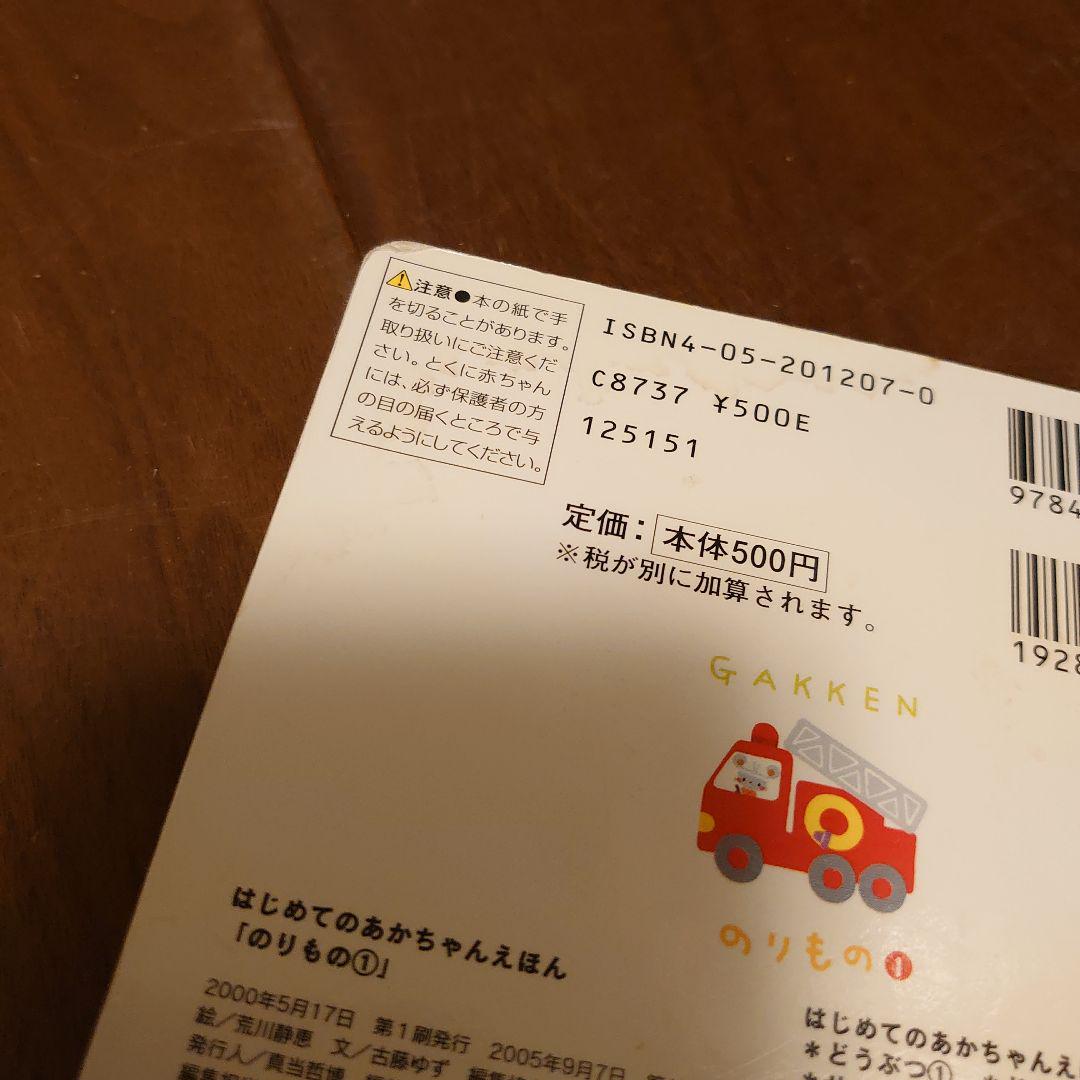 ⚠注意●本の紙で手
を切ることがあります。
取り扱いにご注意くだ
さい。とくに赤ちゃん
には、必ず保護者の方
の目の届くところで与
えるようにしてください。
ISBN4-05-201207-0
C8737 ¥500E
125151
定価：本体500円
※税が別に加算されます。
9784
1928
GAKKEN
のりもの①
はじめてのあかちゃんえほん
「のりもの①」
2000年5月17日 第1刷発行 2005年9月7日
絵／荒川静恵 文／古藤ゆず
発行人／真当哲博
はじめてのあかちゃんえ
＊どうぶつ①